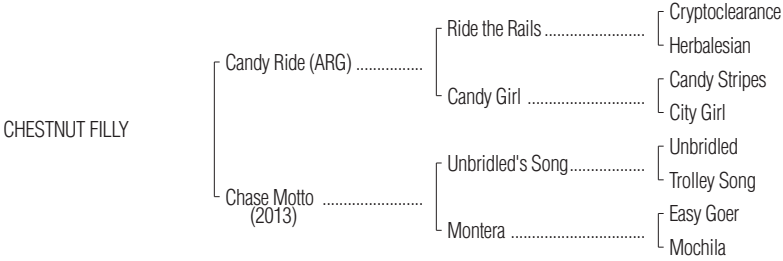 Cryptoclearance
Ride the Rails ........................
Herbalesian
Candy Ride (ARG) ................
Candy Stripes
Candy Girl ............................
City Girl
CHESTNUT FILLY
Unbridled
Unbridled's Song..................
Trolley Song
Chase Motto ........................
(2013)
Easy Goer
Montera ................................
Mochila